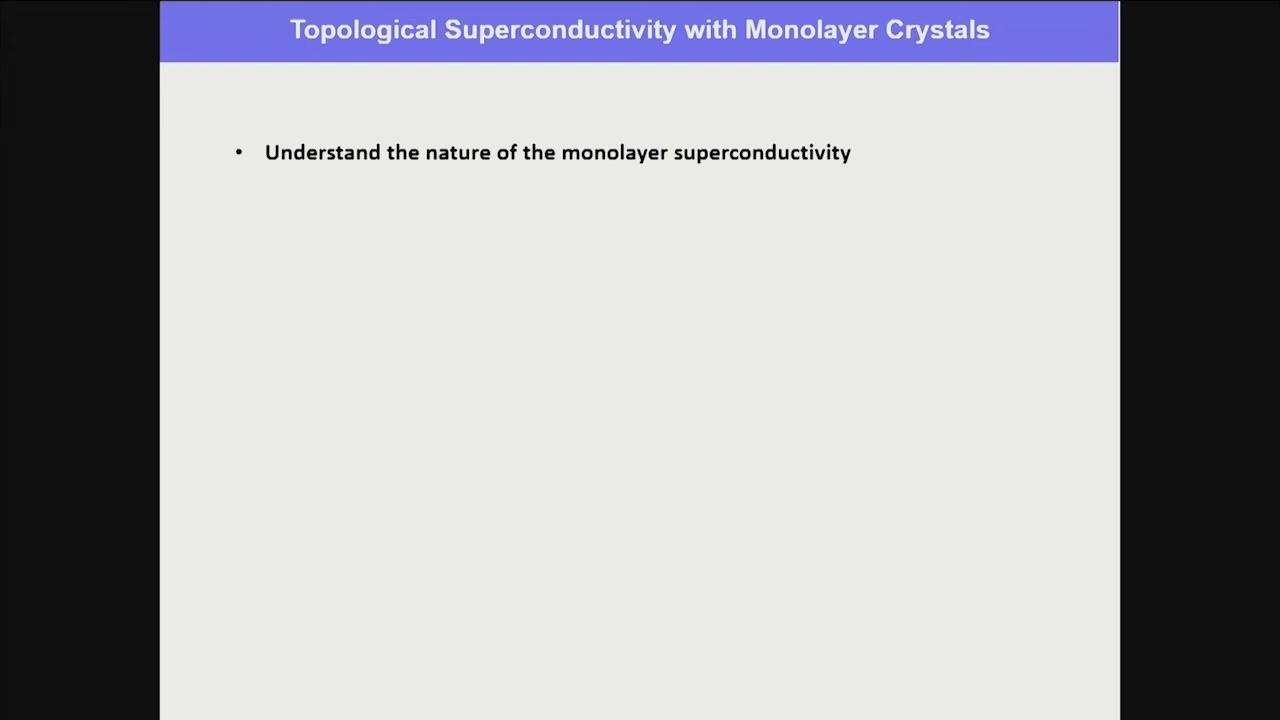 Topological Superconductivity with Monolayer Crystals
• Understand the nature of the monolayer superconductivity